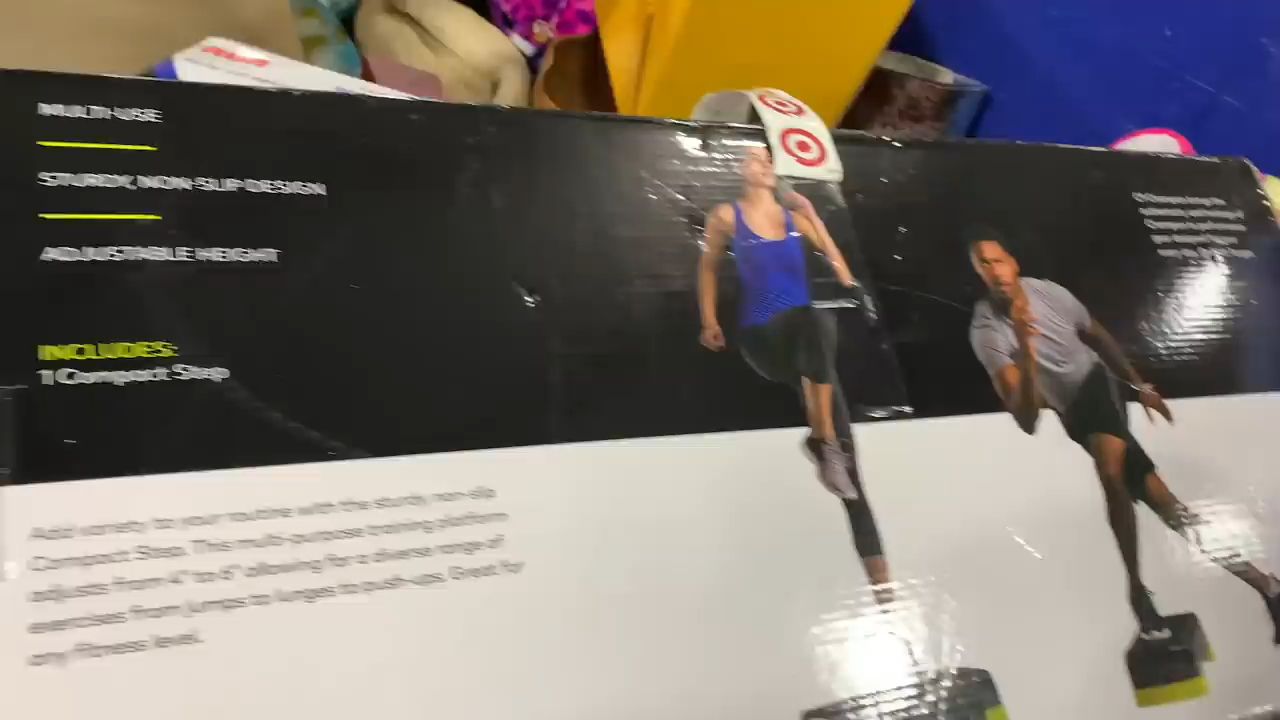 MULTI-USE
STURDY, NON-SLIP DESIGN
ADJUSTABLE HEIGHT
INCLUDES:
1 Compact Step
Add variety to your routine with the sturdy non-slip
Compact Step. This multi-purpose training platform
adjusts from 4" to 6" allowing for a diverse range of
exercises from jumps to lunges to push-ups. Great for
any fitness level.